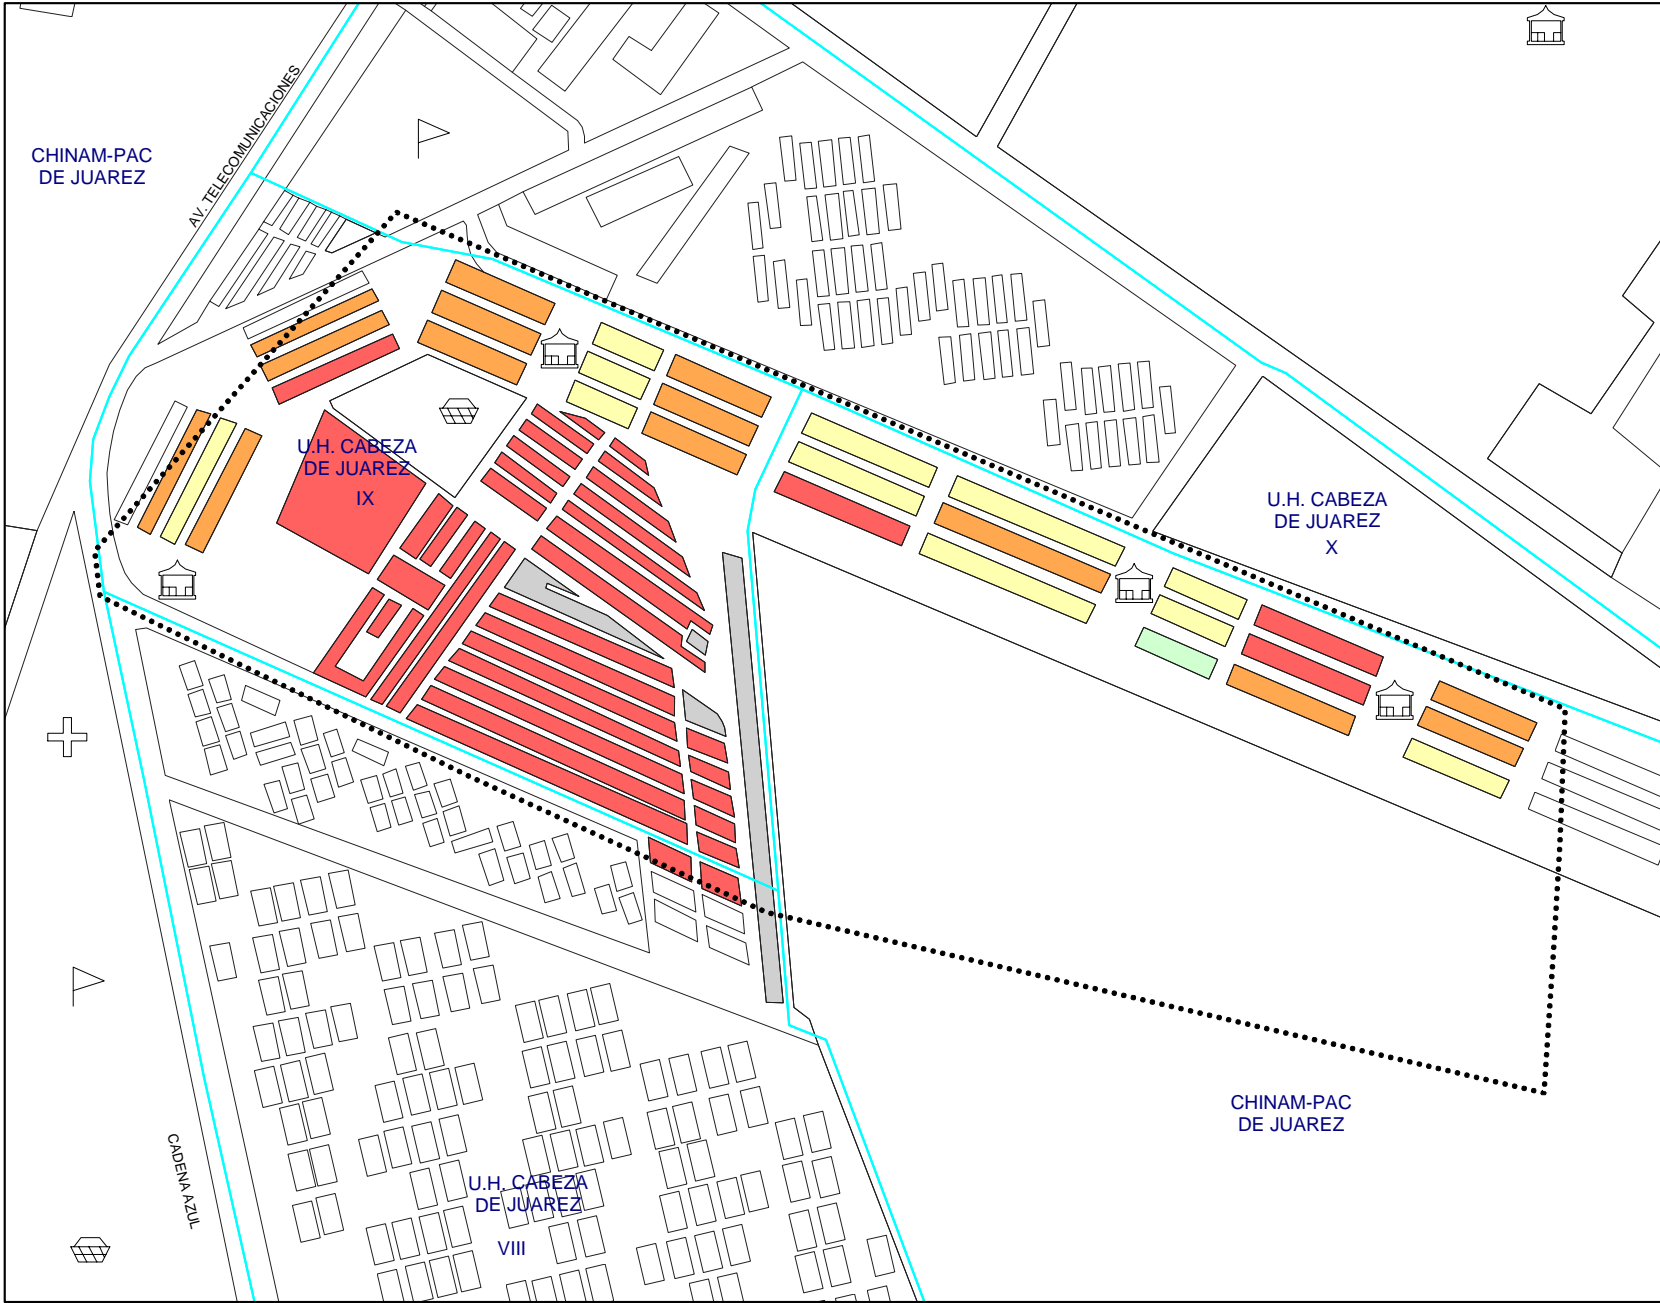 AV. TELECOMUNICACIONES
CHINAM-PAC
DE JUAREZ
U.H. CABEZA
DE JUAREZ
IX
U.H. CABEZA
DE JUAREZ
X
CHINAM-PAC
DE JUAREZ
CADENA AZUL
U.H. CABEZA
DE JUAREZ
VIII